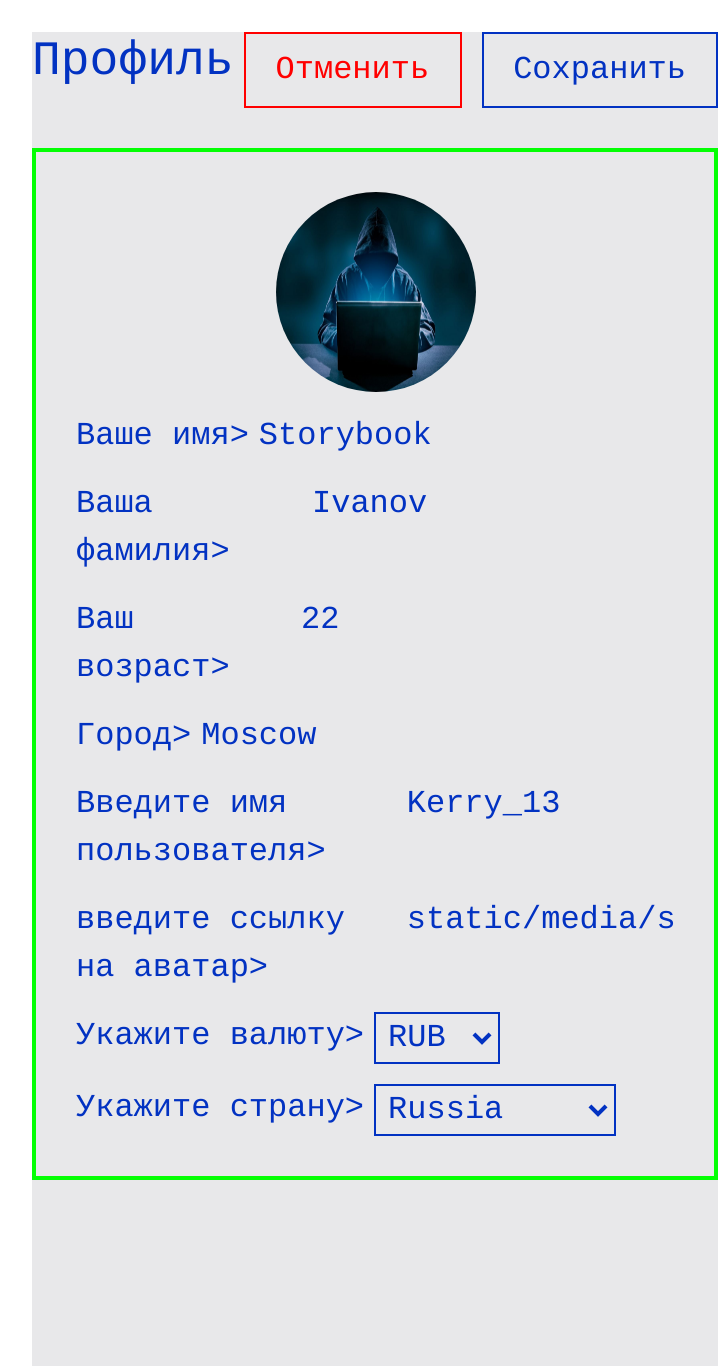 Профиль Отменить Сохранить
Ваше имя> Storybook
Ваша Ivanov
фамилия>
Ваш 22
возраст>
Город> Moscow
Введите имя Kerry_13
пользователя>
введите ссылку static/media/s
на аватар>
Укажите валюту> RUB
Укажите страну> Russia